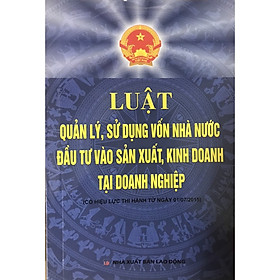 LUẬT
QUẢN LÝ, SỬ DỤNG VỐN NHÀ NƯỚC
ĐẦU TƯ VÀO SẢN XUẤT, KINH DOANH
TẠI DOANH NGHIỆP
(CÓ HIỆU LỰC THI HÀNH TỪ NGÀY 01/07/2015)
NHÀ XUẤT BẢN LAO ĐỘNG